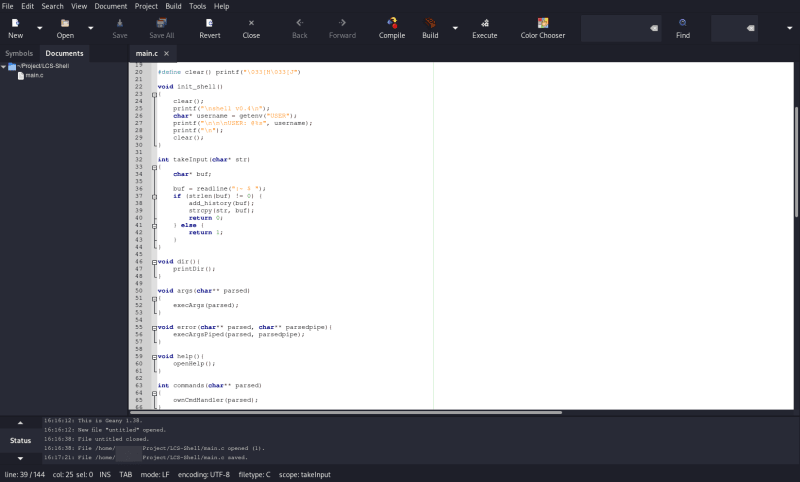 File Edit Search View Document Project Build Tools Help
New Open Save Save All Revert Close Back Forward Compile Build Execute Color Chooser Find
Symbols Documents main.c ×
~/Project/LCS-Shell
main.c
19
20 #define clear() printf("\033[H\033[J")
21
22 void init_shell()
23 {
24 clear();
25 printf("\nshell v0.4\n");
26 char* username = getenv("USER");
27 printf("\n\n\nUSER: @%s", username);
28 printf("\n");
29 clear();
30 }
31
32 int takeInput(char* str)
33 {
34 char* buf;
35
36 buf = readline(
37 if (strlen(buf) != 0) {
38 add_history(buf);
39 strcpy(str, buf);
40 return 0;
41 } else {
42 return 1;
43 }
44 }
45
46 void dir(){
47 printDir();
48 }
49
50 void args(char** parsed)
51 {
52 execArgs(parsed);
53 }
54
55 void error(char** parsed, char** parsedpipe){
56 execArgsPiped(parsed, parsedpipe);
57 }
58
59 void help(){
60 openHelp();
61 }
62
63 int commands(char** parsed)
64 {
65 ownCmdHandler(parsed);
66 }
Status
16:16:12: This is Geany 1.38.
16:16:12: New file "untitled" opened.
16:16:38: File untitled closed.
16:16:38: File /home/ Project/LCS-Shell/main.c opened (1).
16:17:21: File /home/ Project/LCS-Shell/main.c saved.
line: 39 / 144 col: 25 sel: 0 INS TAB mode: LF encoding: UTF-8 filetype: C scope: takeInput